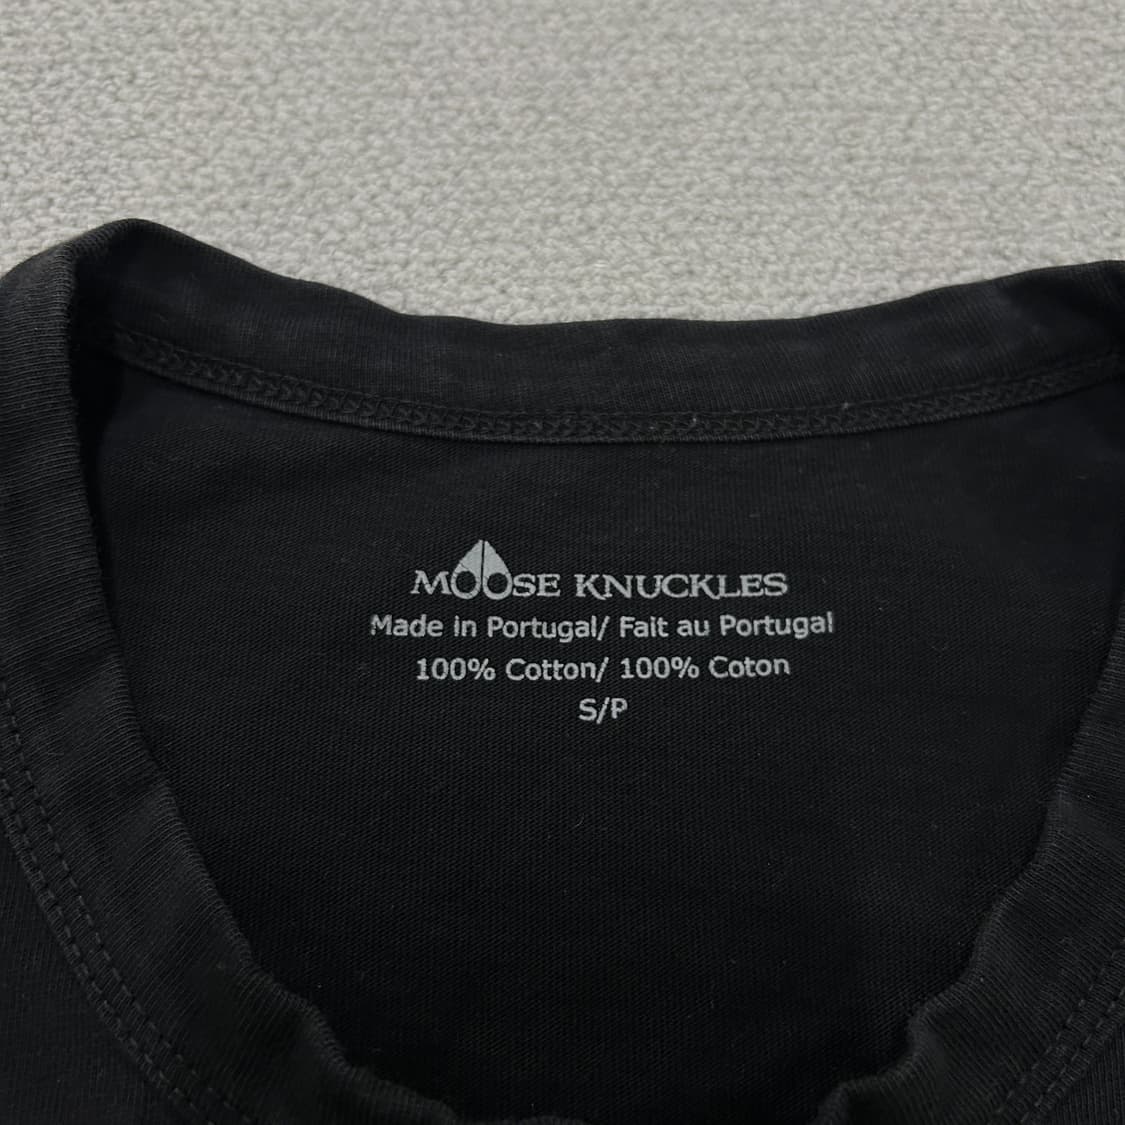 MOOSE KNUCKLES
Made in Portugal/ Fait au Portugal
100% Cotton/ 100% Coton
S/P